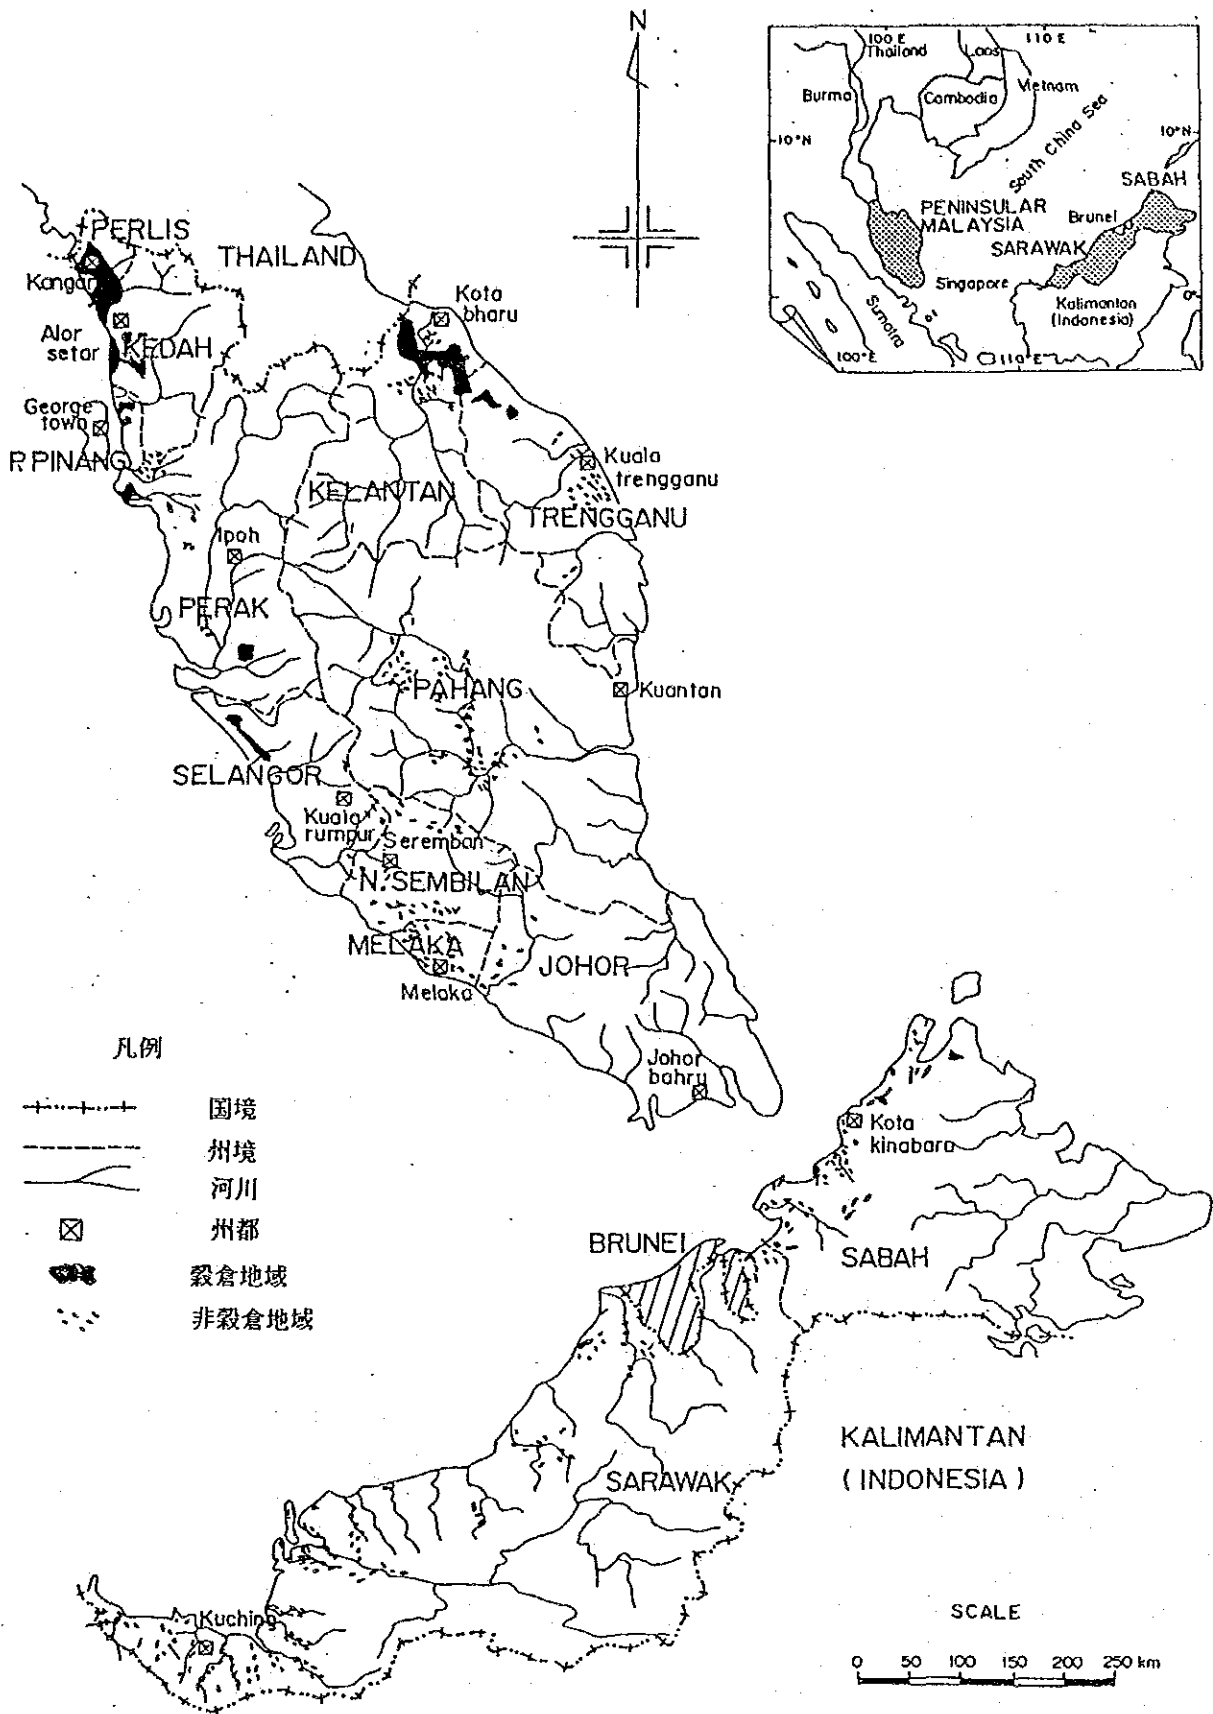 N
100 E
110 E
Thailand
Laos
Burma
Cambodia
Vietnam
10°N
10°N
South China Sea
SABAH
PENINSULAR
MALAYSIA
Brunei
SARAWAK
Singapore
Kalimantan
(Indonesia)
Sumatra
100°E
110°E
PERLIS
THAILAND
Kangar
Kota
bharu
Alor
setar
KEDAH
George
town
P.PINANG
Kuala
trengganu
KELANTAN
TRENGGANU
Ipoh
PERAK
PAHANG
Kuantan
SELANGOR
Kuala
rumpur
Seremban
N.SEMBILAN
MELAKA
JOHOR
Melaka
Johor
bahru
凡例
国境
州境
河川
州都
穀倉地域
非穀倉地域
Kota
kinabara
BRUNEI
SABAH
KALIMANTAN
(INDONESIA)
SARAWAK
Kuching
SCALE
0 50 100 150 200 250 km